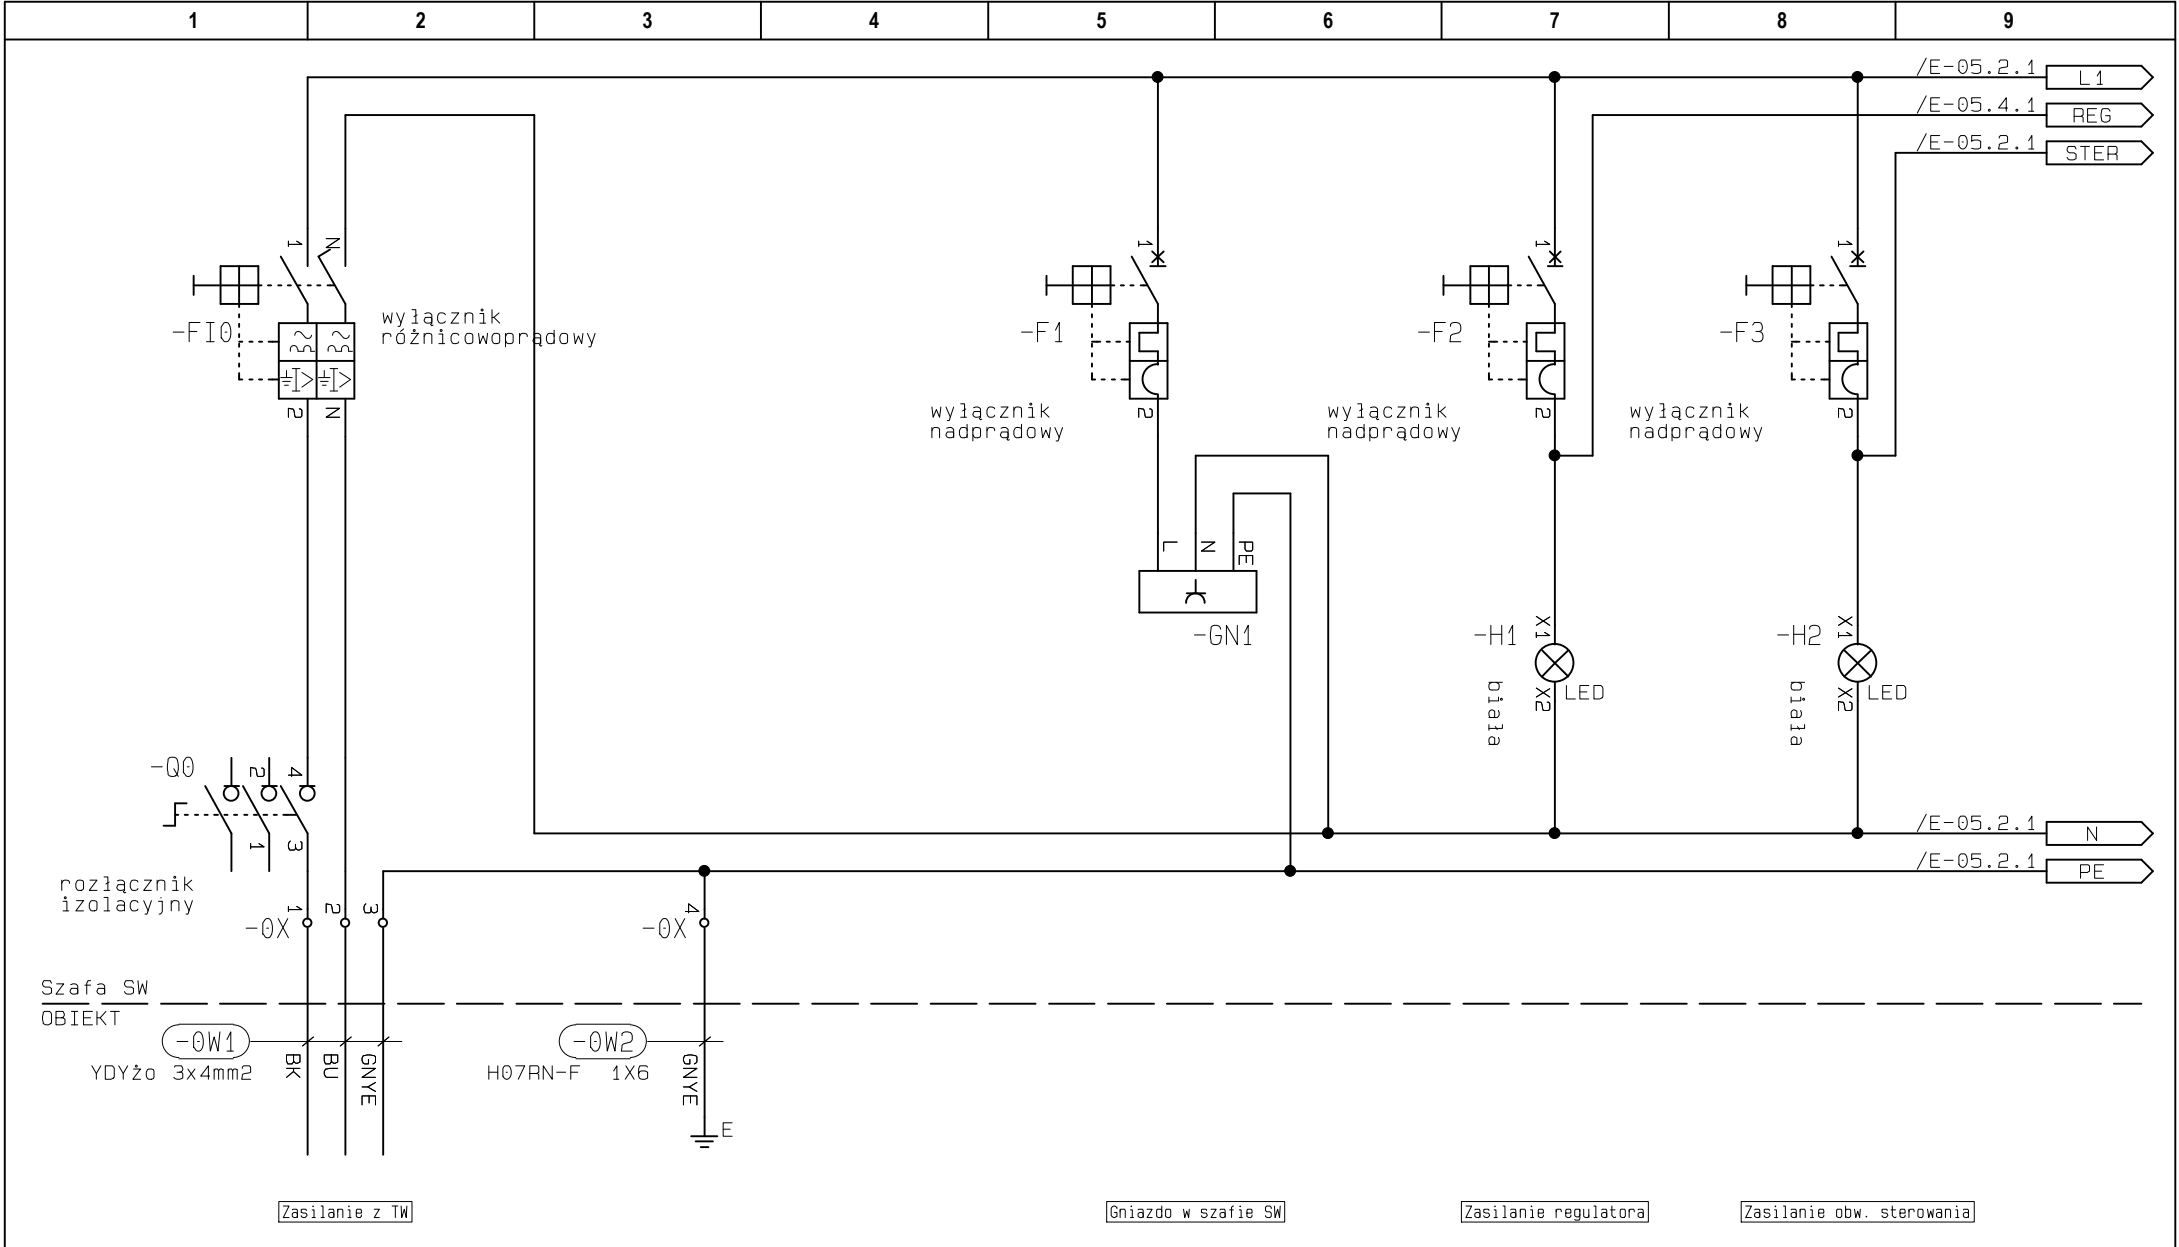 1 2 3 4 5 6 7 8 9
/E-05.2.1 L1
/E-05.4.1 REG
/E-05.2.1 STER
1 N 1 1 1
-FI0
wyłącznik
różnicowoprądowy
-F1 -F2 -F3
2 N 2 2 2
wyłącznik
nadprądowy
wyłącznik
nadprądowy
wyłącznik
nadprądowy
L N PE
-GN1
-H1 X1
X2 LED
biała
-H2 X1
X2 LED
biała
-Q0 2 4
1 3
rozłącznik
izolacyjny
/E-05.2.1 N
/E-05.2.1 PE
-0X 1 2 3
-0X 4
Szafa SW
OBIEKT
-0W1
YDYżo 3x4mm2
BK BU GNYE
-0W2
H07RN-F 1X6
GNYE
E
Zasilanie z TW
Gniazdo w szafie SW
Zasilanie regulatora
Zasilanie obw. sterowania